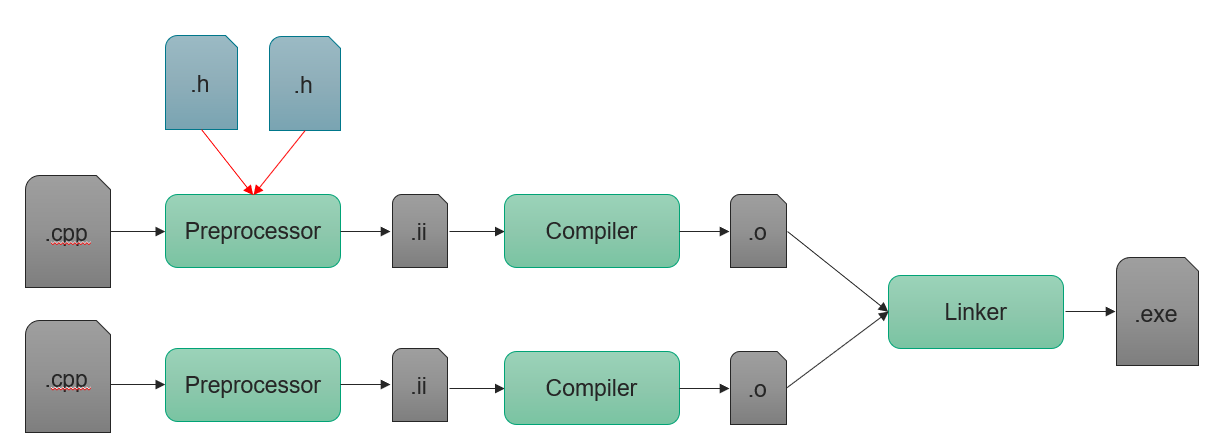 .h
.h
.cpp
Preprocessor
.ii
Compiler
.o
Linker
.exe
.cpp
Preprocessor
.ii
Compiler
.o